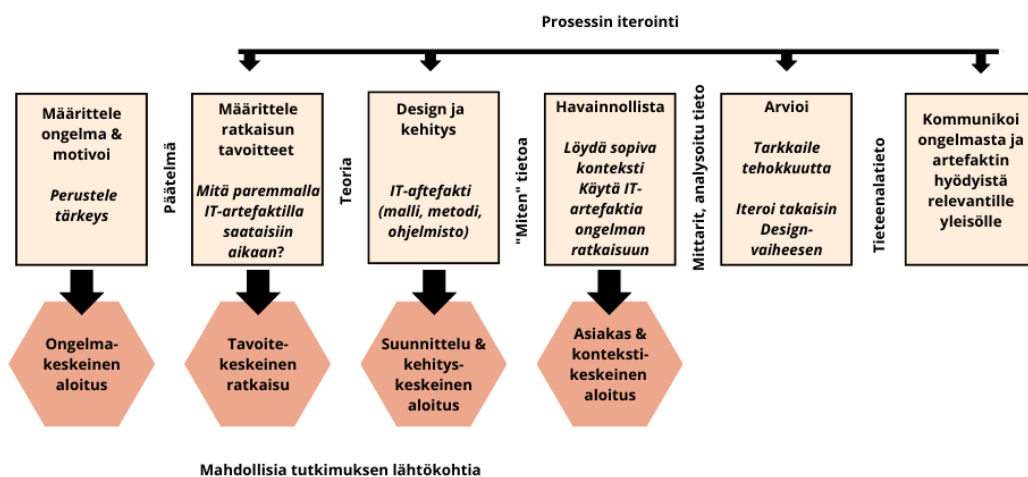 Prosessin iterointi
Määrittele
ongelma &
motivoi
Perustele
tärkeys
Päätelmä
Määrittele
ratkaisun
tavoitteet
Mitä paremmalla
IT-artefaktilla
saataisiin
aikaan?
Teoria
Design ja
kehitys
IT-aftefakti
(malli, metodi,
ohjelmisto)
"Miten" tietoa
Havainnollista
Löydä sopiva
konteksti
Käytä IT-
artefaktia
ongelman
ratkaisuun
Mittarit, analysoitu tieto
Arvioi
Tarkkaile
tehokkuutta
Iteroi takaisin
Design-
vaiheesen
Tieteenalatieto
Kommunikoi
ongelmasta ja
artefaktin
hyödyistä
relevantille
yleisölle
Ongelma-
keskeinen
aloitus
Tavoite-
keskeinen
ratkaisu
Suunnittelu &
kehitys-
keskeinen
aloitus
Asiakas &
konteksti-
keskeinen
aloitus
Mahdollisia tutkimuksen lähtökohtia